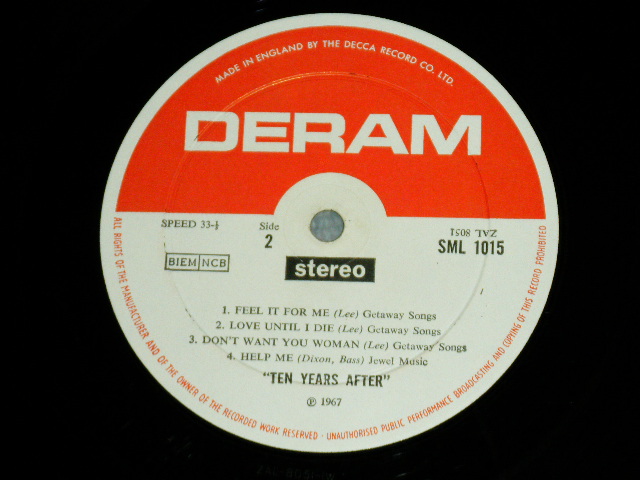 MADE IN ENGLAND BY THE DECCA RECORD CO. LTD.
DERAM
SPEED 33-⅓
Side
2
ZAL 8051
SML 1015
BIEM NCB
stereo
1. FEEL IT FOR ME (Lee) Getaway Songs
2. LOVE UNTIL I DIE (Lee) Getaway Songs
3. DON'T WANT YOU WOMAN (Lee) Getaway Songs
4. HELP ME (Dixon, Bass) Jewel Music
"TEN YEARS AFTER"
℗ 1967
ALL RIGHTS OF THE MANUFACTURER AND OF THE OWNER OF THE RECORDED WORK RESERVED · UNAUTHORISED PUBLIC PERFORMANCE BROADCASTING AND COPYING OF THIS RECORD PROHIBITED